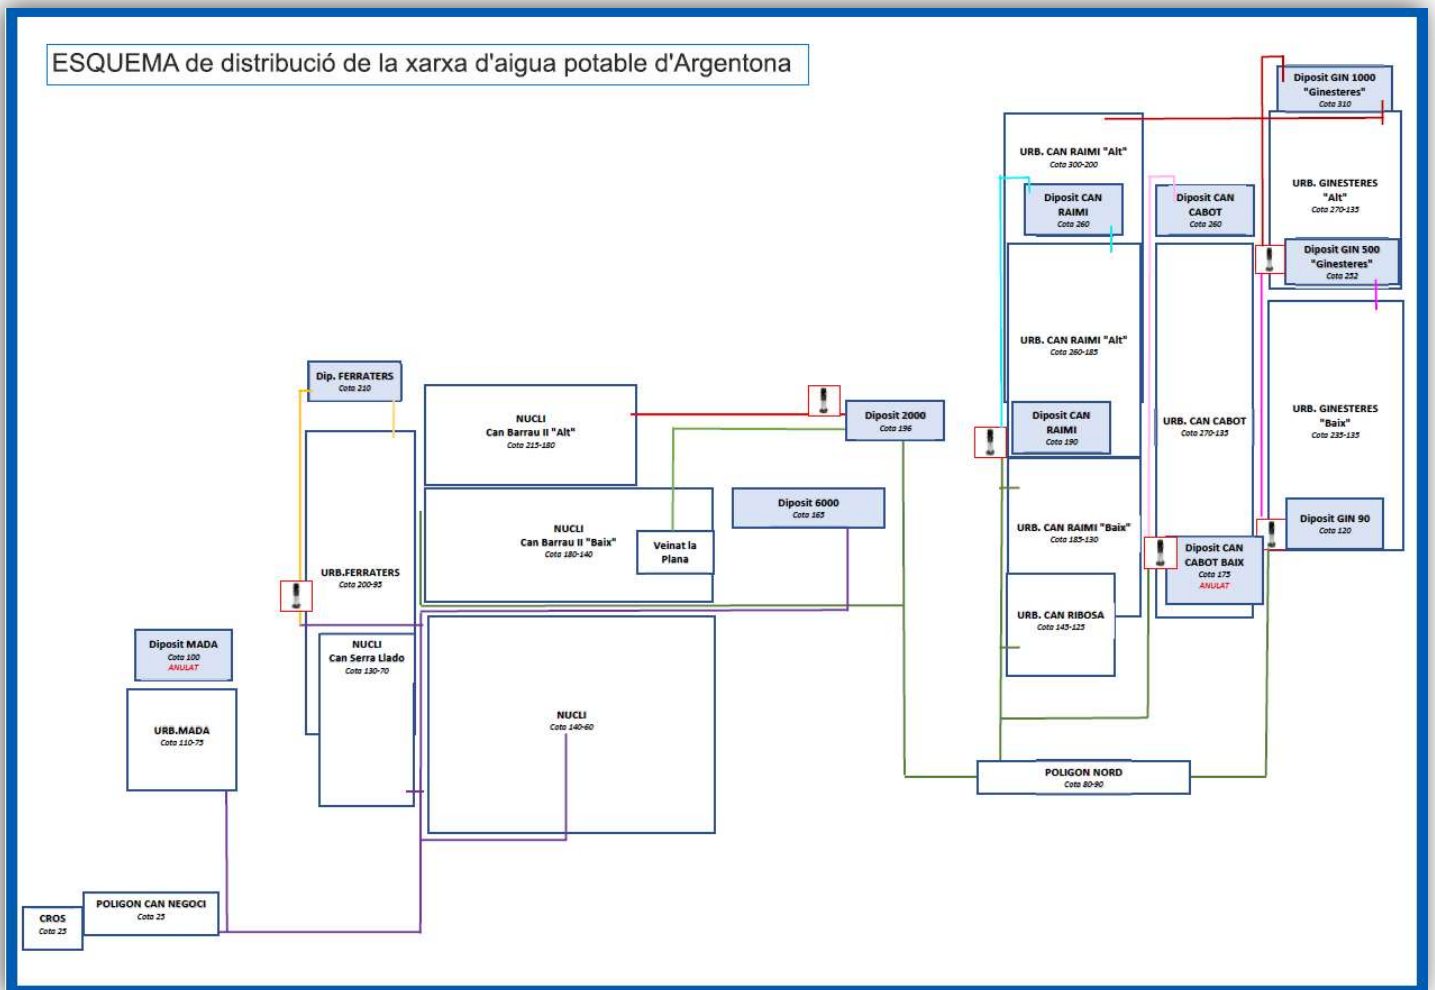 ESQUEMA de distribució de la xarxa d'aigua potable d'Argentona
Diposit GIN 1000
"Ginesteres"
Cota 310
URB. CAN RAIMI "Alt"
Cota 300-200
URB. GINESTERES
"Alt"
Cota 270-135
Diposit CAN
RAIMI
Cota 260
Diposit CAN
CABOT
Cota 260
Diposit GIN 500
"Ginesteres"
Cota 252
URB. CAN RAIMI "Alt"
Cota 260-185
Dip. FERRATERS
Cota 210
NUCLI
Can Barrau II "Alt"
Cota 215-180
Diposit 2000
Cota 196
Diposit CAN
RAIMI
Cota 190
URB. CAN CABOT
Cota 270-135
URB. GINESTERES
"Baix"
Cota 235-135
Diposit 6000
Cota 165
Diposit GIN 90
Cota 120
NUCLI
Can Barrau II "Baix"
Cota 180-140
Veinat la
Plana
URB. CAN RAIMI "Baix"
Cota 185-130
Diposit CAN
CABOT BAIX
Cota 175
ANULAT
URB.FERRATERS
Cota 200-95
URB. CAN RIBOSA
Cota 145-125
Diposit MADA
Cota 100
ANULAT
NUCLI
Can Serra Llado
Cota 130-70
URB.MADA
Cota 110-75
NUCLI
Cota 140-60
POLIGON NORD
Cota 80-90
POLIGON CAN NEGOCI
Cota 25
CROS
Cota 25